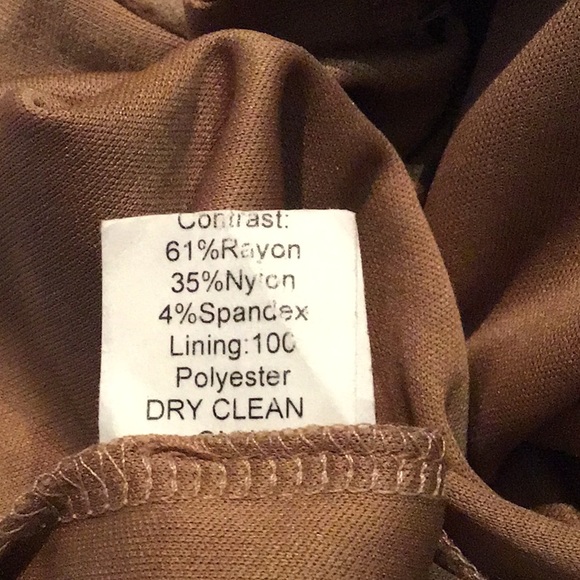 Contrast:
61%Rayon
35%Nylon
4%Spandex
Lining:100
Polyester
DRY CLEAN